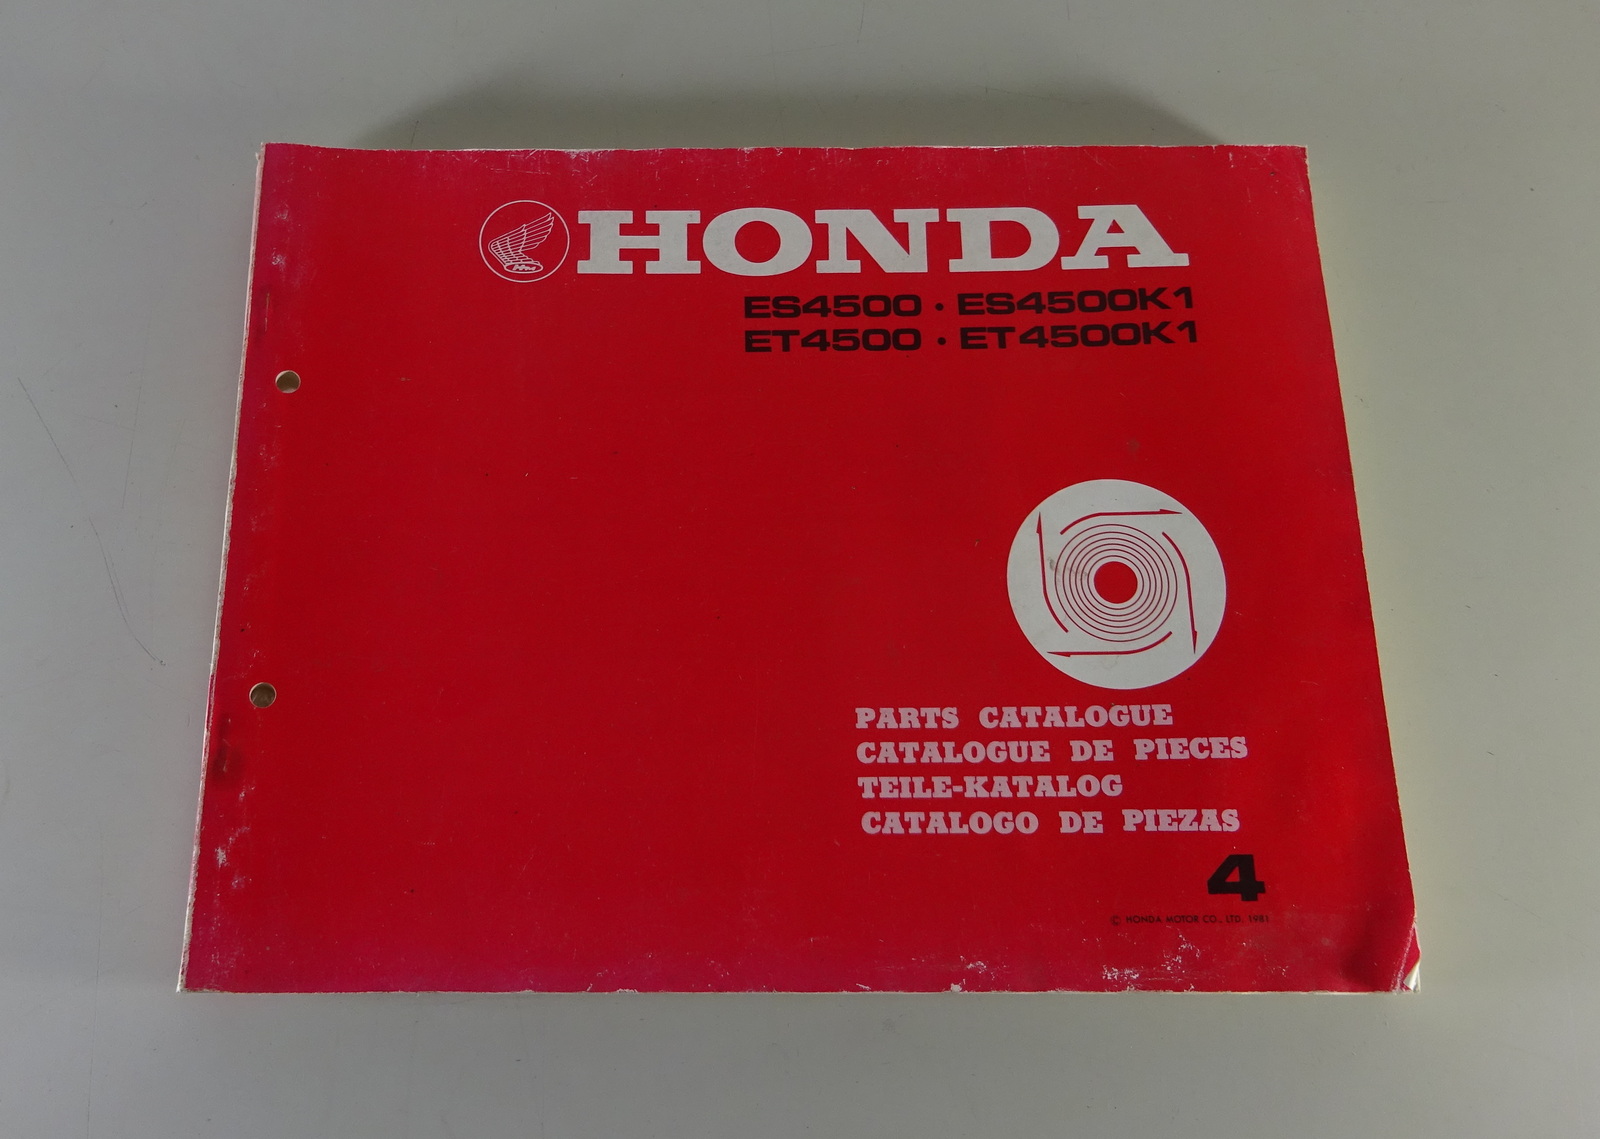 HONDA
ES4500 • ES4500K1
ET4500 • ET4500K1
PARTS CATALOGUE
CATALOGUE DE PIECES
TEILE-KATALOG
CATALOGO DE PIEZAS
4
© HONDA MOTOR CO., LTD. 1981